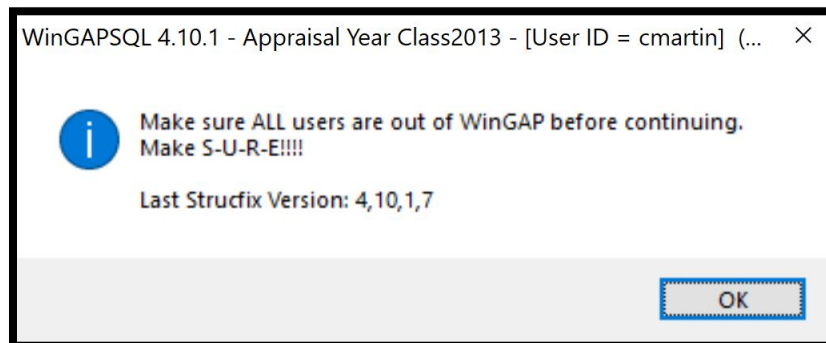 WinGAPSQL 4.10.1 - Appraisal Year Class2013 - [User ID = cmartin] (...
Make sure ALL users are out of WinGAP before continuing.
Make S-U-R-E!!!!
Last Strucfix Version: 4,10,1,7
OK